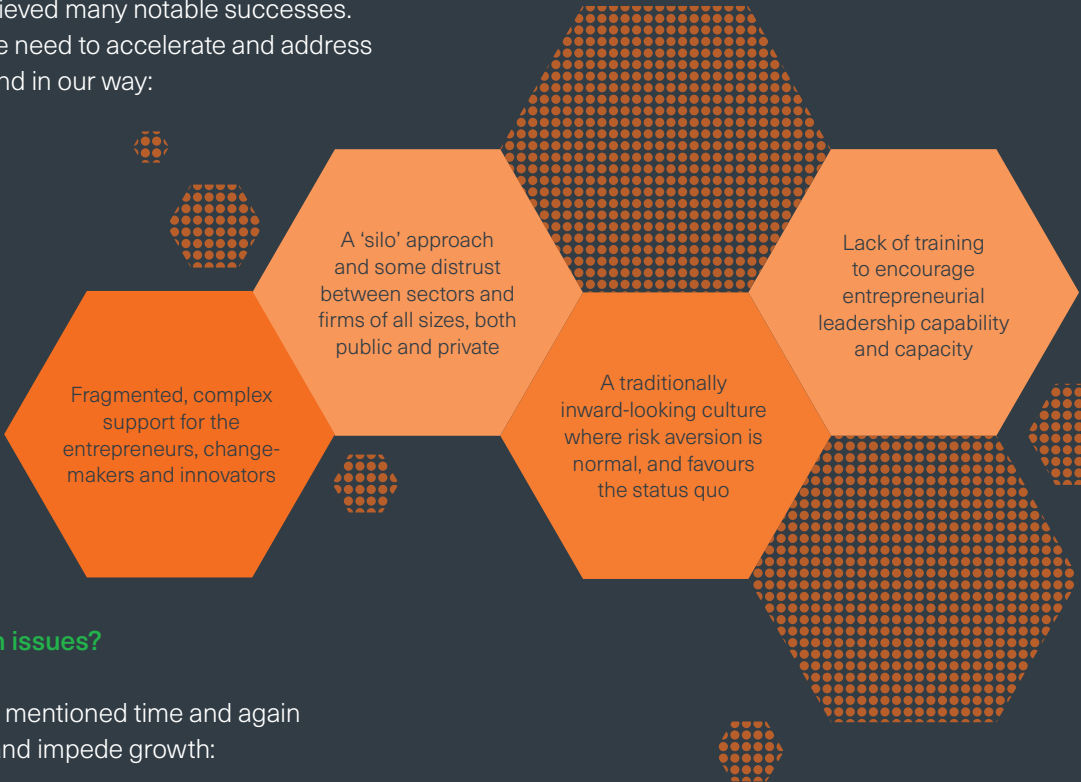 ieved many notable successes.
e need to accelerate and address
nd in our way:
A ‘silo’ approach
and some distrust
between sectors and
firms of all sizes, both
public and private
Lack of training
to encourage
entrepreneurial
leadership capability
and capacity
Fragmented, complex
support for the
entrepreneurs, change-
makers and innovators
A traditionally
inward-looking culture
where risk aversion is
normal, and favours
the status quo
n issues?
mentioned time and again
and impede growth: